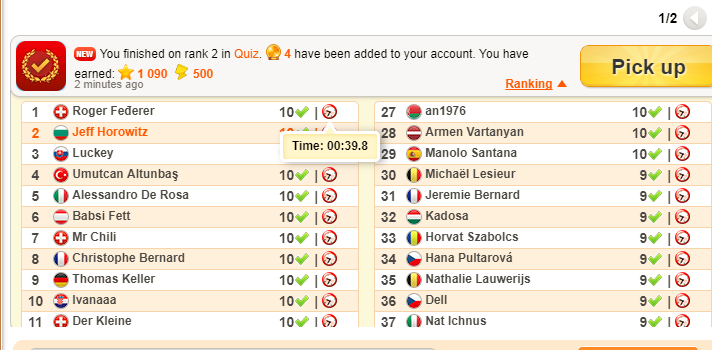 1/2
NEW You finished on rank 2 in Quiz. 4 have been added to your account. You have
earned: 1 090 500
2 minutes ago
Ranking
Pick up
1 Roger Feđerer 10 |
2 Jeff Horowitz
3 Luckey
4 Umutcan Altunbaş 10 |
5 Alessandro De Rosa 10 |
6 Babsi Fett 10 |
7 Mr Chili 10 |
8 Christophe Bernard 10 |
9 Thomas Keller 10 |
10 Ivanaaa 10 |
11 Der Kleine 10 |
Time: 00:39.8
27 an1976 10 |
28 Armen Vartanyan 10 |
29 Manolo Santana 10 |
30 Michaël Lesieur 9 |
31 Jeremie Bernard 9 |
32 Kadosa 9 |
33 Horvat Szabolcs 9 |
34 Hana Pultarová 9 |
35 Nathalie Lauwerijs 9 |
36 Dell 9 |
37 Nat Ichnus 9 |